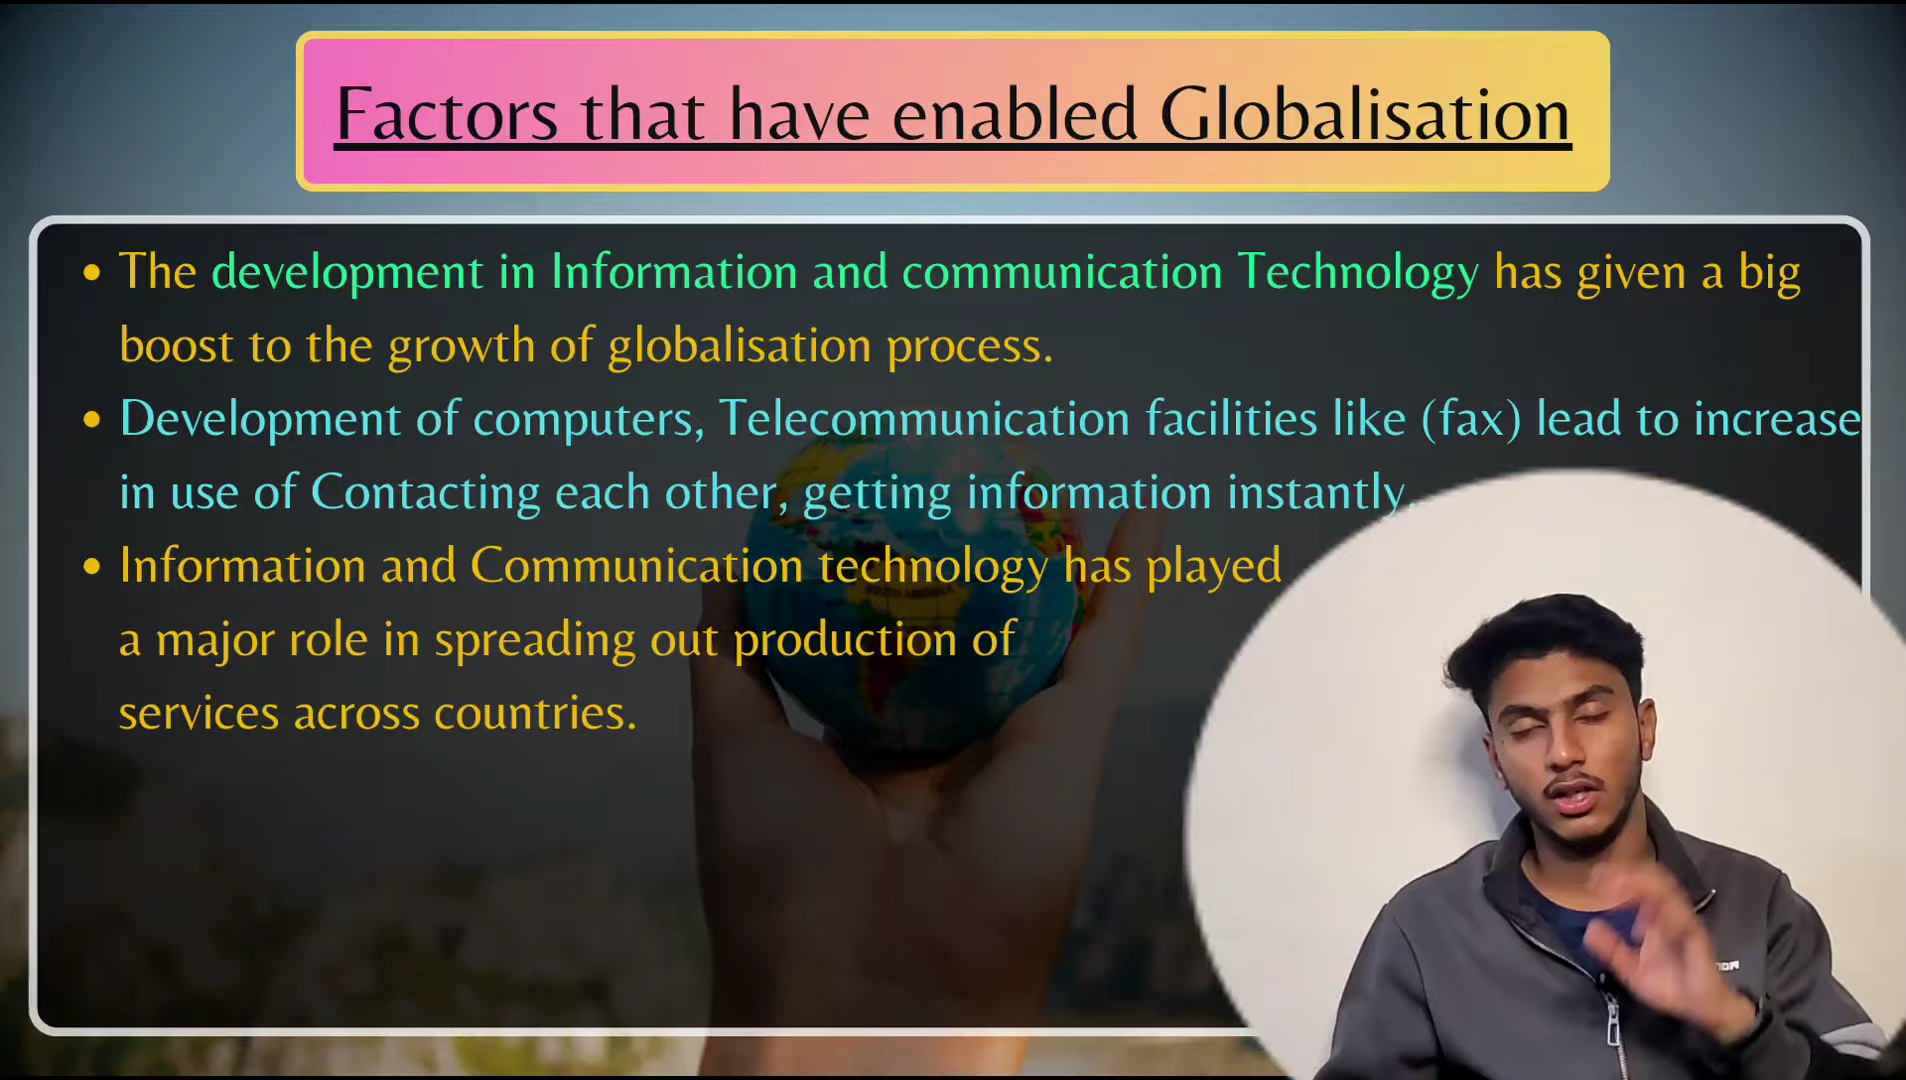 Factors that have enabled Globalisation
• The development in Information and communication Technology has given a big
boost to the growth of globalisation process.
• Development of computers, Telecommunication facilities like (fax) lead to increase
in use of Contacting each other, getting information instantly.
• Information and Communication technology has played
a major role in spreading out production of
services across countries.
SOUTH AMERICA